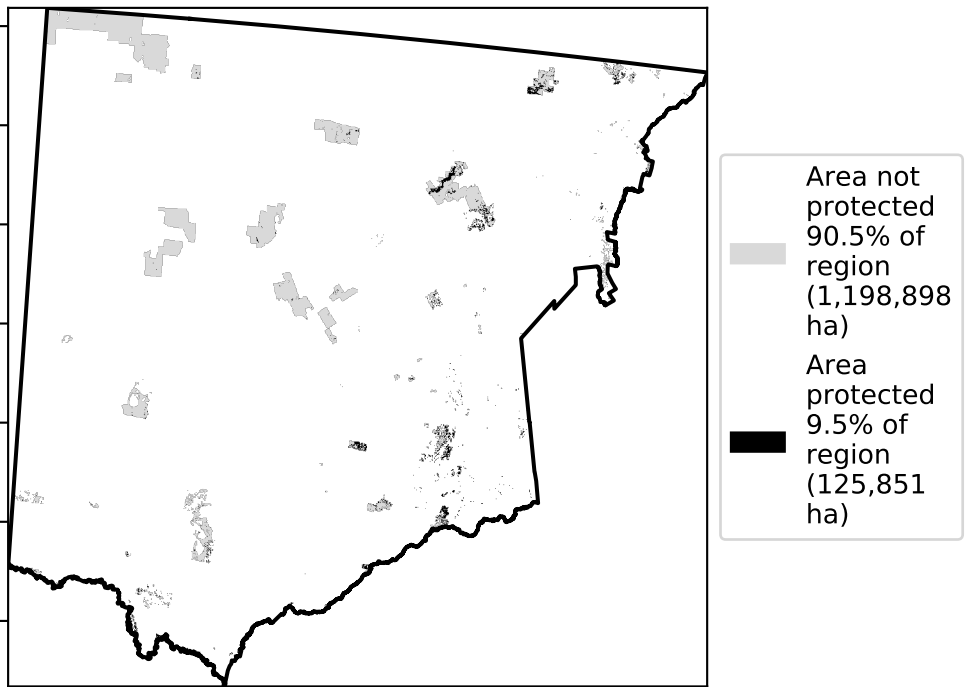 Area not
protected
90.5% of
region
(1,198,898
ha)
Area
protected
9.5% of
region
(125,851
ha)